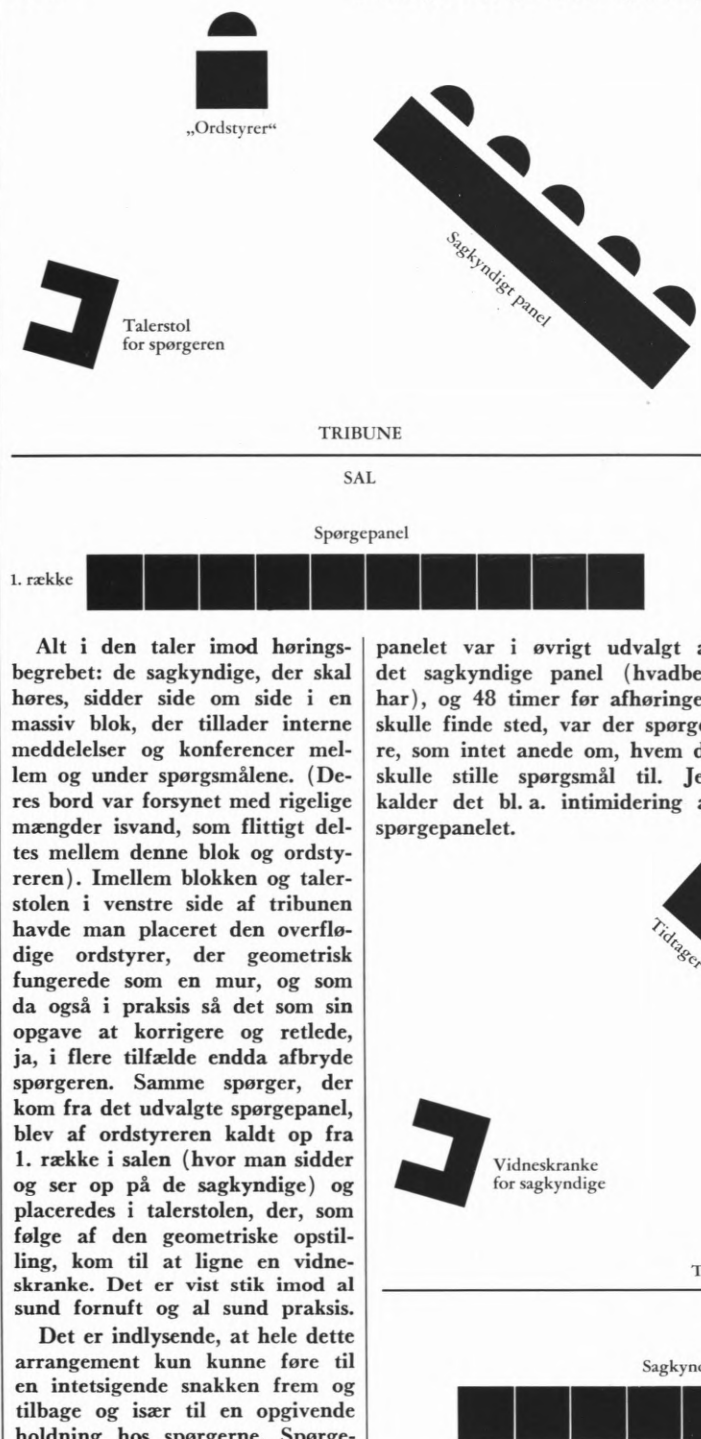 „Ordstyrer“
Sagkyndigt panel
Talerstol
for spørgeren
TRIBUNE
SAL
Spørgepanel
1. række
Alt i den taler imod hørings-
begrebet: de sagkyndige, der skal
høres, sidder side om side i en
massiv blok, der tillader interne
meddelelser og konferencer mel-
lem og under spørgsmålene. (De-
res bord var forsynet med rigelige
mængder isvand, som flittigt del-
tes mellem denne blok og ordsty-
reren). Imellem blokken og taler-
stolen i venstre side af tribunen
havde man placeret den overflø-
dige ordstyrer, der geometrisk
fungerede som en mur, og som
da også i praksis så det som sin
opgave at korrigere og retlede,
ja, i flere tilfælde endda afbryde
spørgeren. Samme spørger, der
kom fra det udvalgte spørgepanel,
blev af ordstyreren kaldt op fra
1. række i salen (hvor man sidder
og ser op på de sagkyndige) og
placeredes i talerstolen, der, som
følge af den geometriske opstil-
ling, kom til at ligne en vidne-
skranke. Det er vist stik imod al
sund fornuft og al sund praksis.
Det er indlysende, at hele dette
arrangement kun kunne føre til
en intetsigende snakken frem og
tilbage og især til en opgivende
holdning hos spørgerne. Spørge-
panelet var i øvrigt udvalgt
det sagkyndige panel (hvadbe
har), og 48 timer før afhøringe
skulle finde sted, var der spørge
re, som intet anede om, hvem d
skulle stille spørgsmål til. Je
kalder det bl. a. intimidering a
spørgepanelet.
Tidtager
Vidneskranke
for sagkyndige
T
Sagkynd